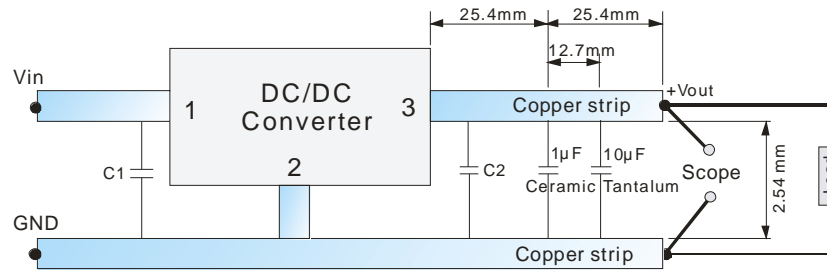 25.4mm 25.4mm
12.7mm
Vin
+Vout
DC/DC
Converter
1
3
2
Copper strip
C1
C2
1μF
Ceramic
10μF
Tantalum
Scope
2.54 mm
GND
Copper strip